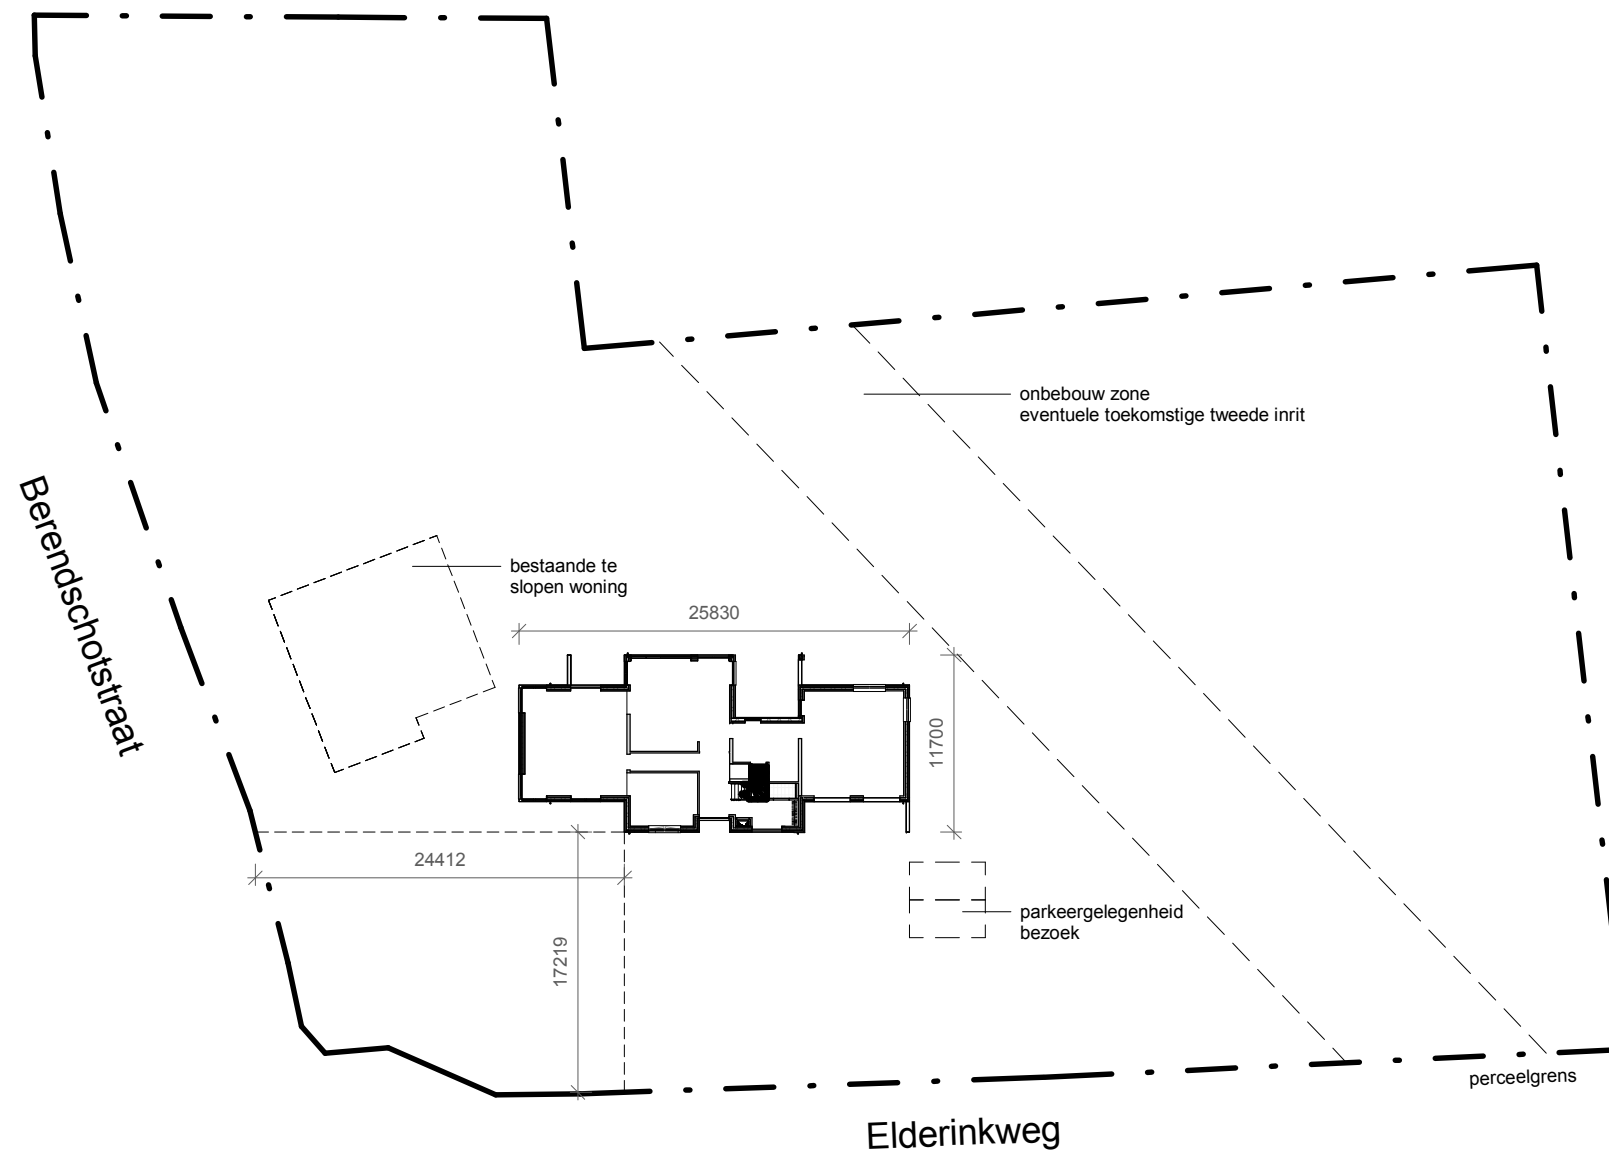 onbebouw zone
eventuele toekomstige tweede inrit
Berendschotstraat
bestaande te
slopen woning
25830
11700
24412
17219
parkeergelegenheid
bezoek
perceelgrens
Elderinkweg